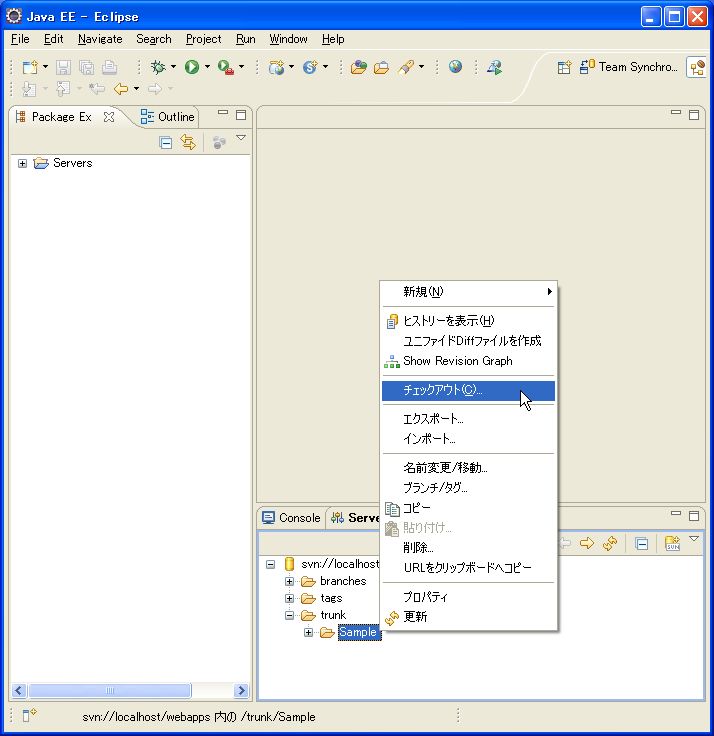 Java EE - Eclipse
File Edit Navigate Search Project Run Window Help
Team Synchro...
Package Ex
Outline
Servers
新規(N)
ヒストリーを表示(H)
ユニファイドDiffファイルを作成
Show Revision Graph
チェックアウト(C)...
エクスポート...
インポート...
名前変更/移動...
ブランチ/タグ...
コピー
貼り付け...
削除...
URLをクリップボードへコピー
プロパティ
更新
Console
Serve
SVN
svn://localhost
branches
tags
trunk
Sample
svn://localhost/webapps 内の /trunk/Sample